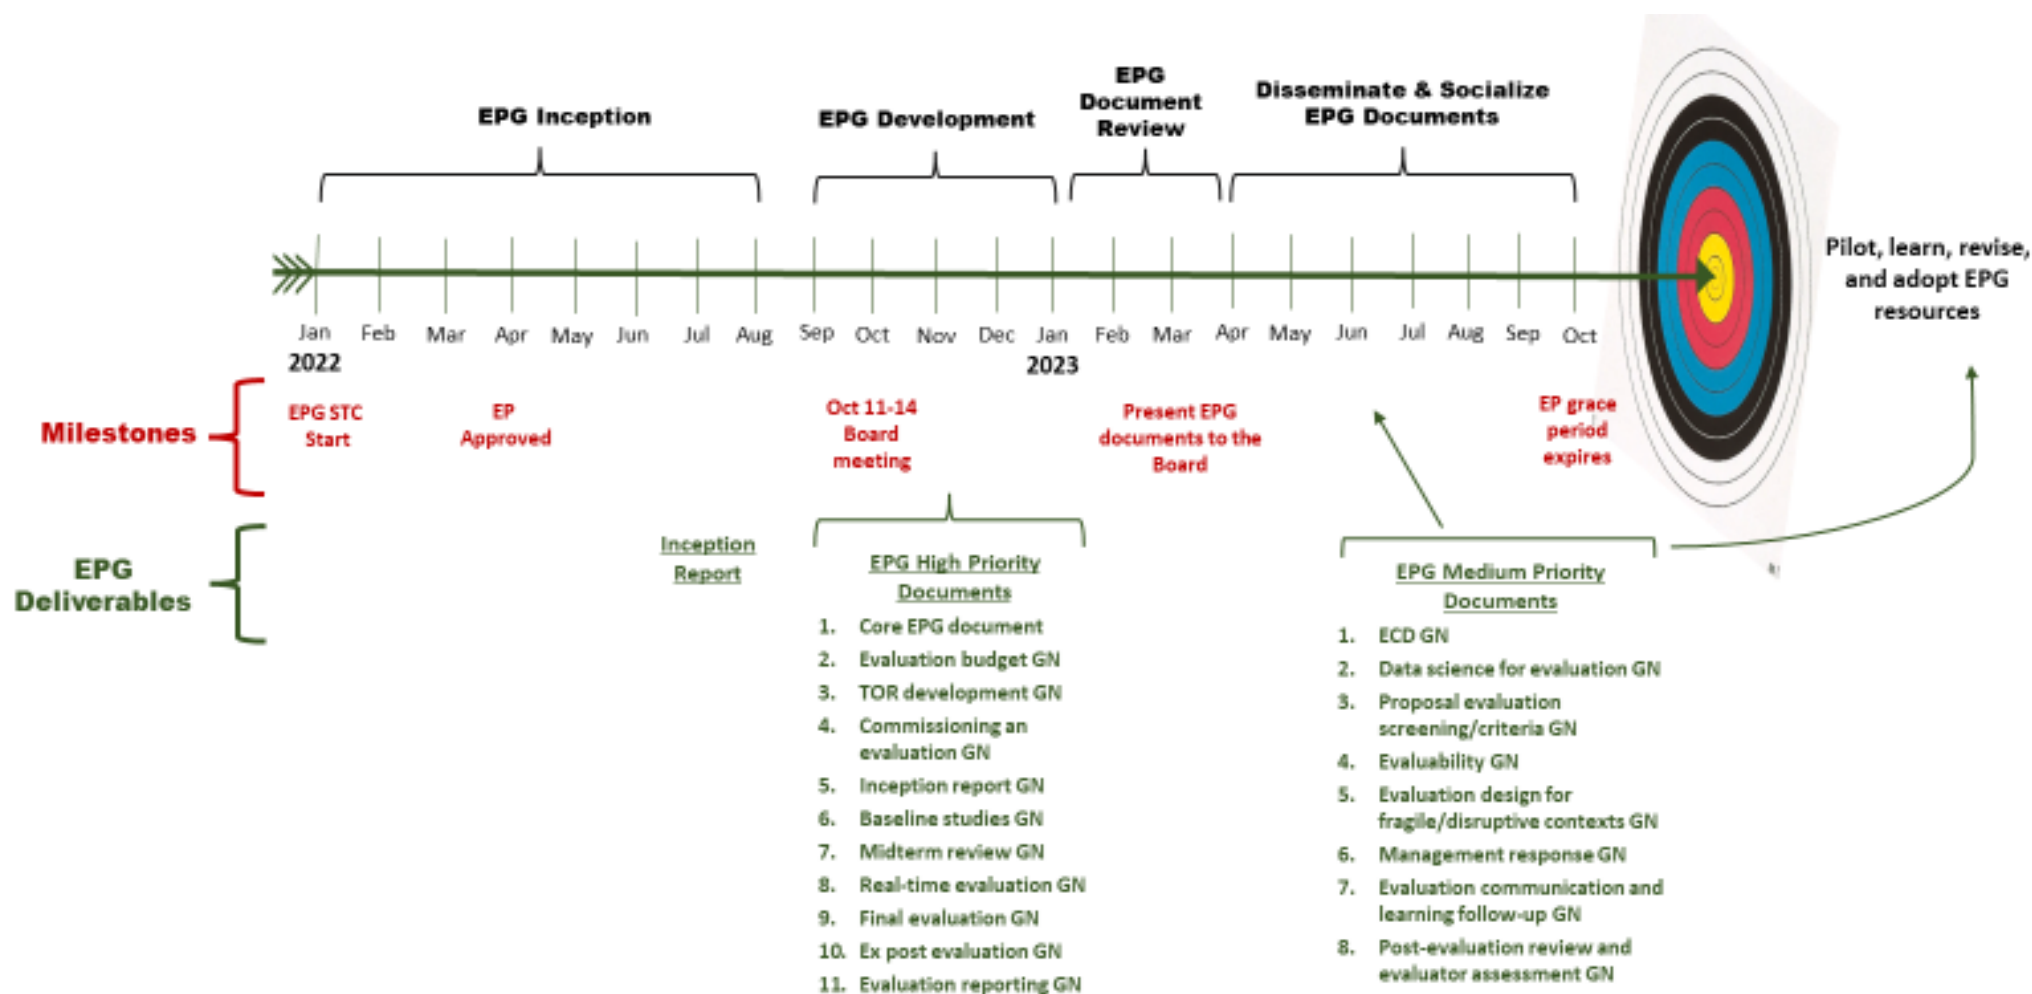 EPG Inception
EPG Development
EPG
Document
Review
Disseminate & Socialize
EPG Documents
Pilot, learn, revise,
and adopt EPG
resources
Jan Feb Mar Apr May Jun Jul Aug Sep Oct Nov Dec Jan Feb Mar Apr May Jun Jul Aug Sep Oct
2022 2023
Milestones
EPG STC
Start
EP
Approved
Oct 11-14
Board
meeting
Present EPG
documents to the
Board
EP grace
period
expires
EPG
Deliverables
Inception
Report
EPG High Priority
Documents
1. Core EPG document
2. Evaluation budget GN
3. TOR development GN
4. Commissioning an
evaluation GN
5. Inception report GN
6. Baseline studies GN
7. Midterm review GN
8. Real-time evaluation GN
9. Final evaluation GN
10. Ex post evaluation GN
11. Evaluation reporting GN
EPG Medium Priority
Documents
1. ECD GN
2. Data science for evaluation GN
3. Proposal evaluation
screening/criteria GN
4. Evaluability GN
5. Evaluation design for
fragile/disruptive contexts GN
6. Management response GN
7. Evaluation communication and
learning follow-up GN
8. Post-evaluation review and
evaluator assessment GN